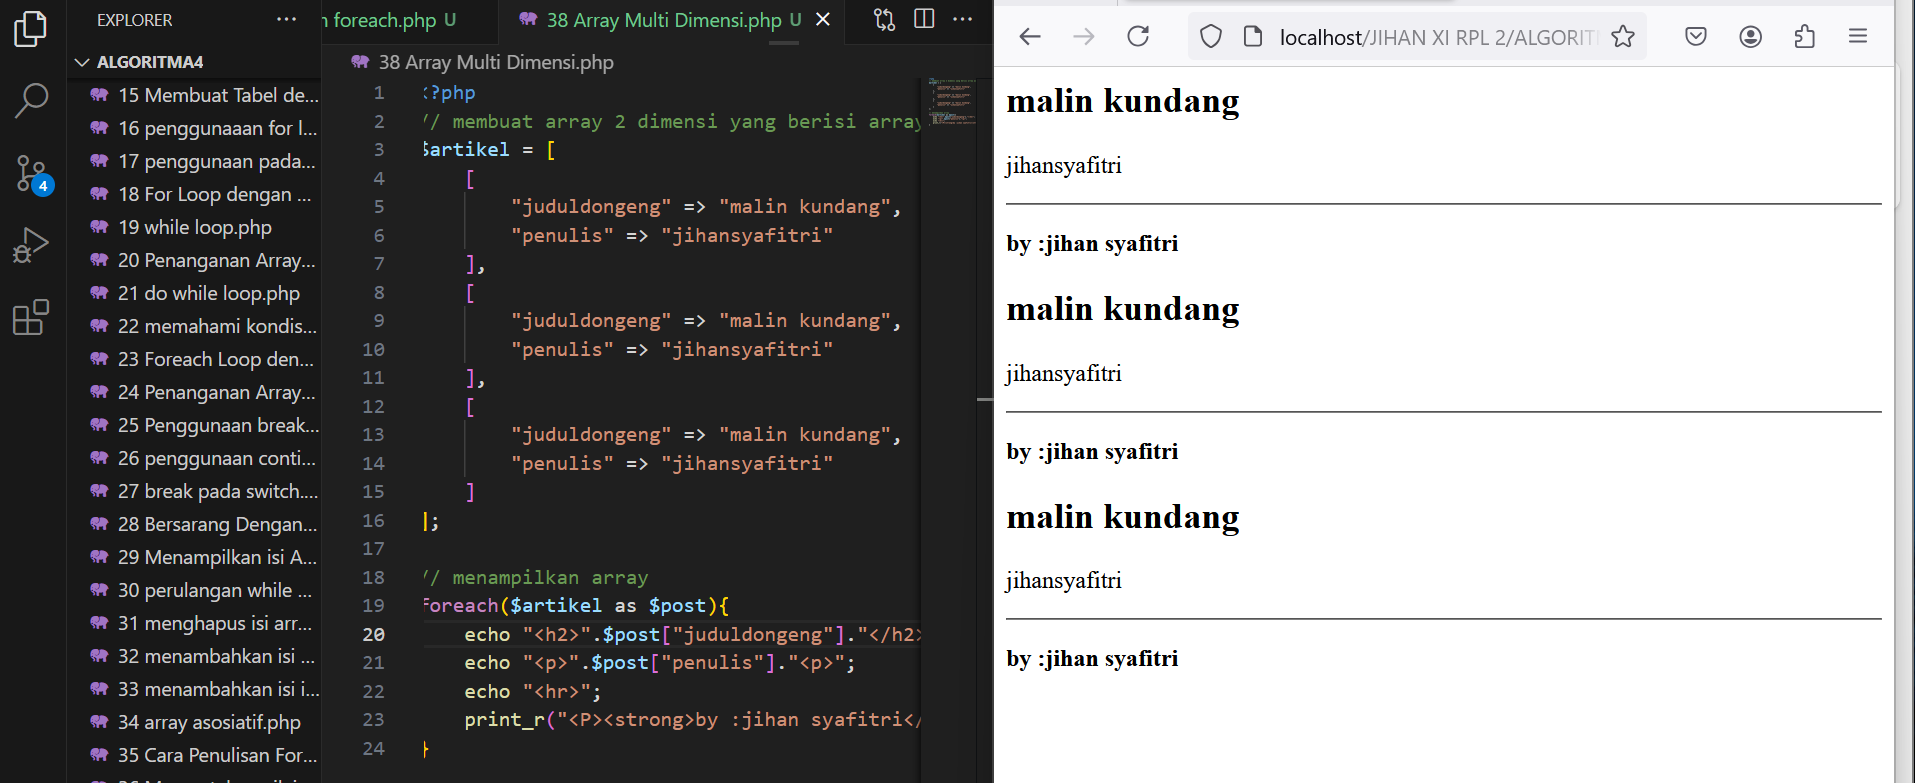 EXPLORER
ALGORITMA4
15 Membuat Tabel de...
16 penggunaaan for l...
17 penggunaan pada...
18 For Loop dengan ...
19 while loop.php
20 Penanganan Array...
21 do while loop.php
22 memahami kondis...
23 Foreach Loop den...
24 Penanganan Array...
25 Penggunaan break...
26 penggunaan conti...
27 break pada switch....
28 Bersarang Dengan...
29 Menampilkan isi A...
30 perulangan while ...
31 menghapus isi arr...
32 menambahkan isi ...
33 menambahkan isi i...
34 array asosiatif.php
35 Cara Penulisan For...
4
n foreach.php U
38 Array Multi Dimensi.php U
38 Array Multi Dimensi.php
1 <?php
2 // membuat array 2 dimensi yang berisi array
3 $artikel = [
4 [
5 "juduldongeng" => "malin kundang",
6 "penulis" => "jihansyafitri"
7 ],
8 [
9 "juduldongeng" => "malin kundang",
10 "penulis" => "jihansyafitri"
11 ],
12 [
13 "juduldongeng" => "malin kundang",
14 "penulis" => "jihansyafitri"
15 ]
16 ];
17
18 // menampilkan array
19 foreach($artikel as $post){
20 echo "<h2>".$post["juduldongeng"]."</h2>
21 echo "<p>".$post["penulis"]."<p>";
22 echo "<hr>";
23 print_r("<P><strong>by :jihan syafitri</
24 }
localhost/JIHAN XI RPL 2/ALGORIT
malin kundang
jihansyafitri
by :jihan syafitri
malin kundang
jihansyafitri
by :jihan syafitri
malin kundang
jihansyafitri
by :jihan syafitri